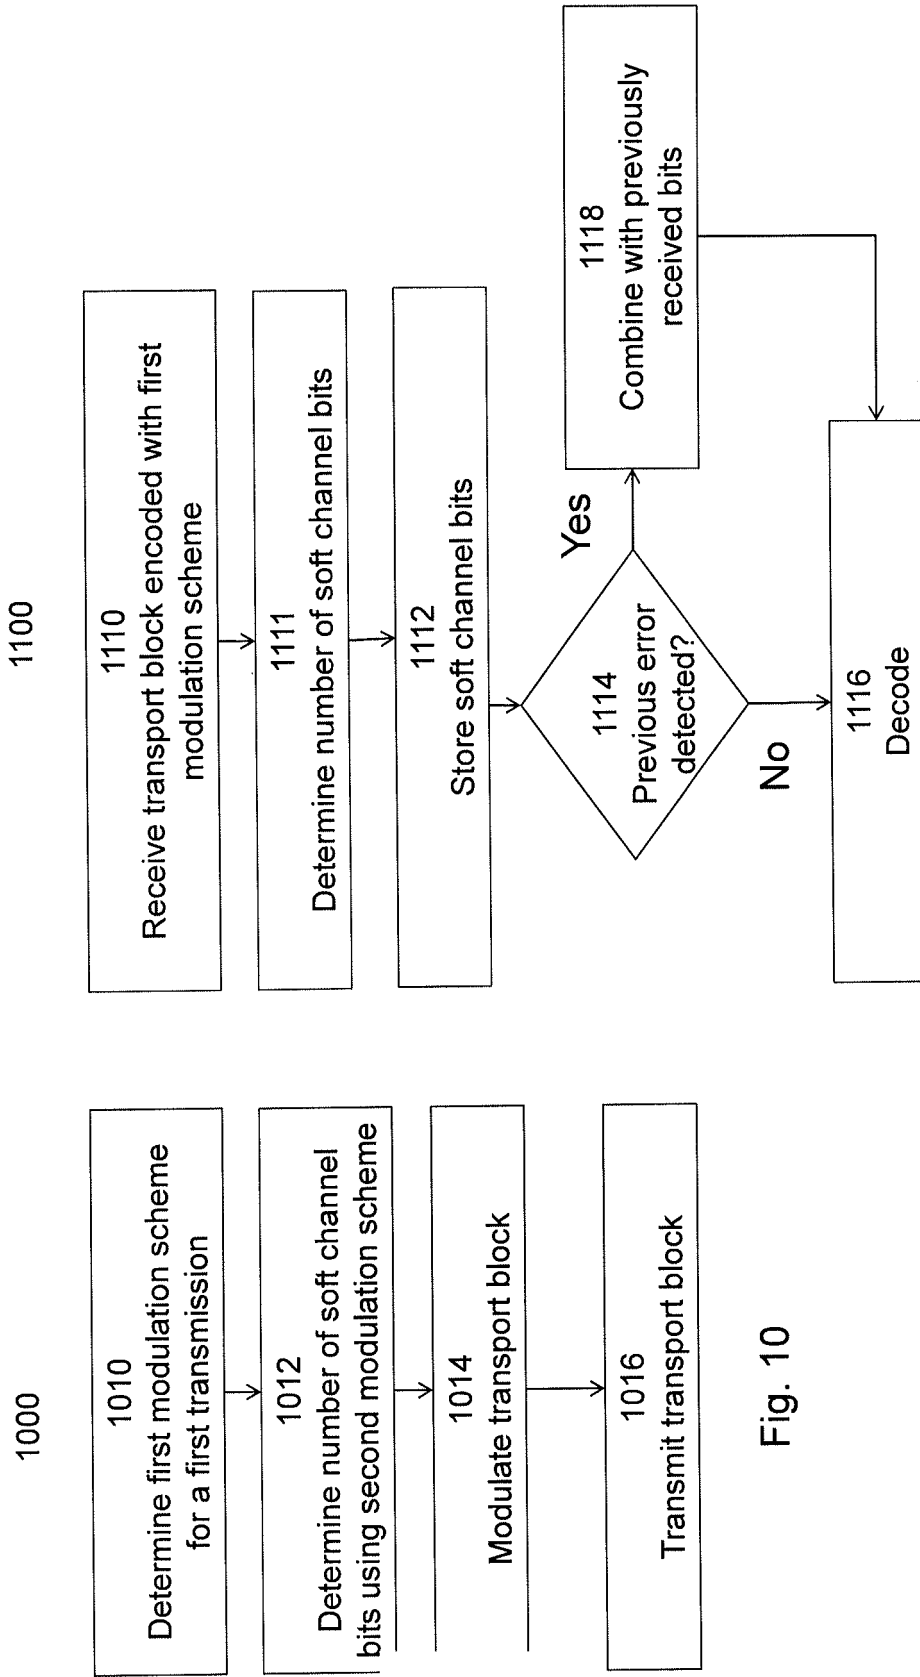 1000
1010
Determine first modulation scheme
for a first transmission
1012
Determine number of soft channel
bits using second modulation scheme
1014
Modulate transport block
1016
Transmit transport block
Fig. 10
1100
1110
Receive transport block encoded with first
modulation scheme
1111
Determine number of soft channel bits
1112
Store soft channel bits
1114
Previous error
detected?
Yes
No
1118
Combine with previously
received bits
1116
Decode